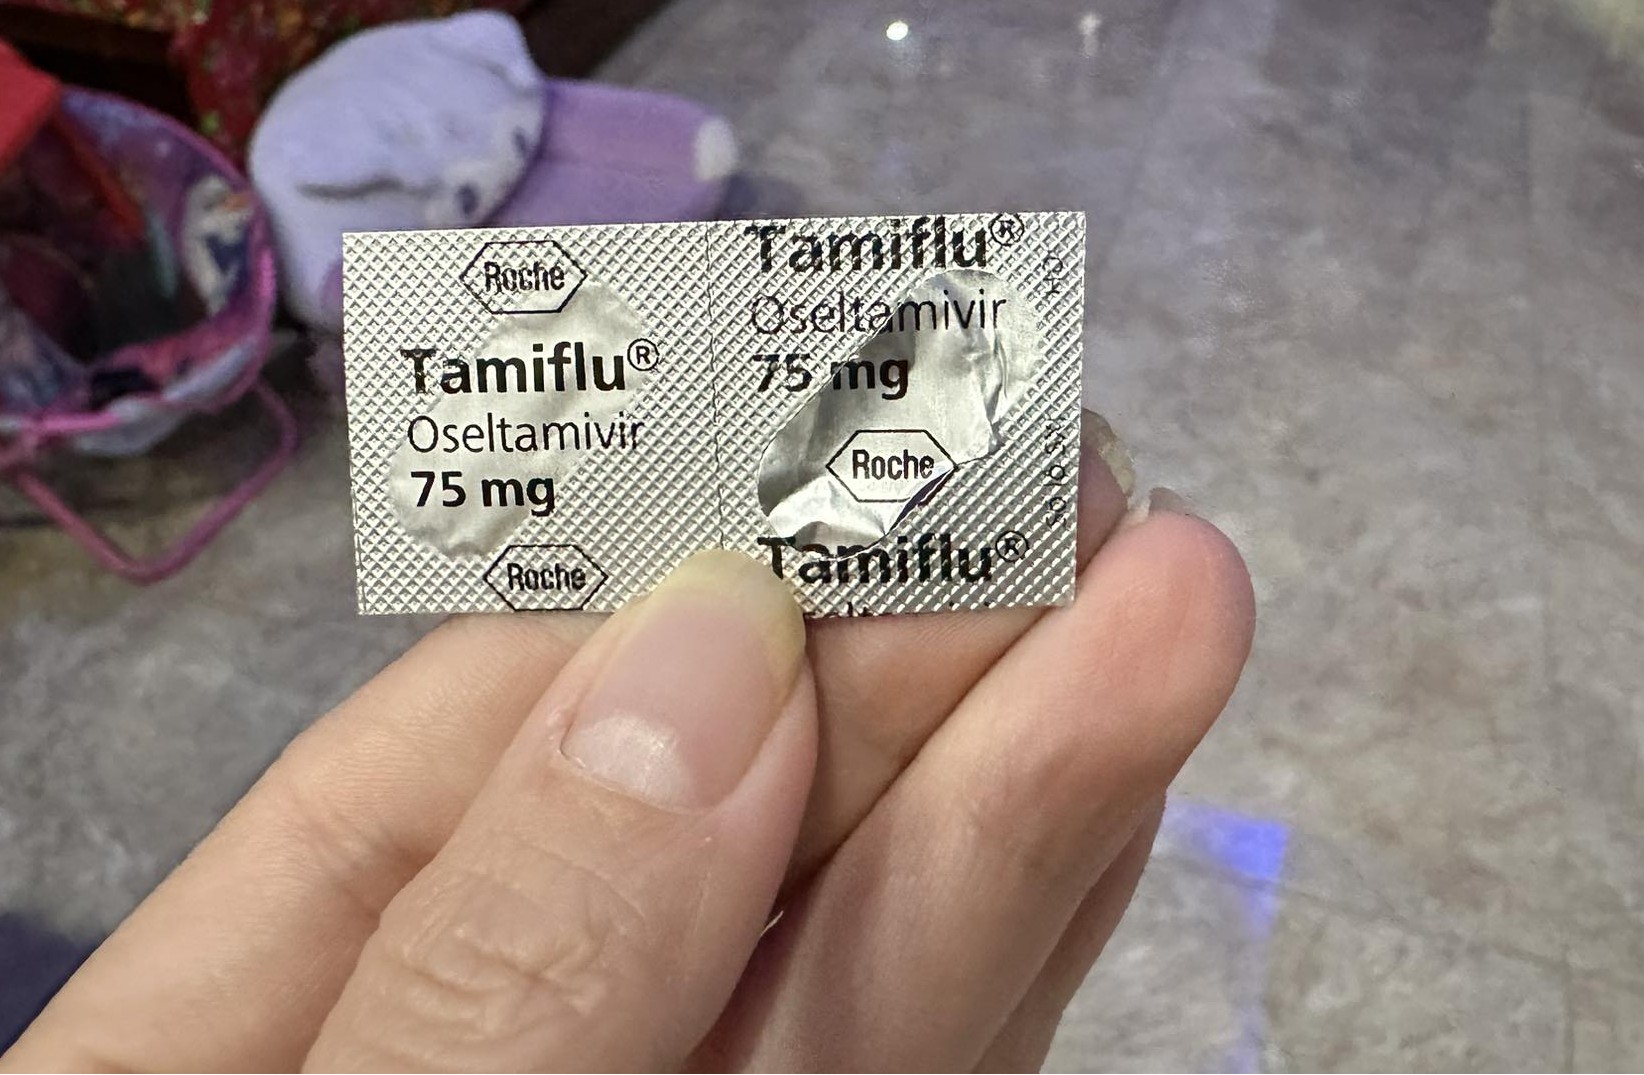 Roche
Tamiflu®
Oseltamivir
75 mg
Roche
Tamiflu®
Oseltamivir
75 mg
Roche
Tamiflu®